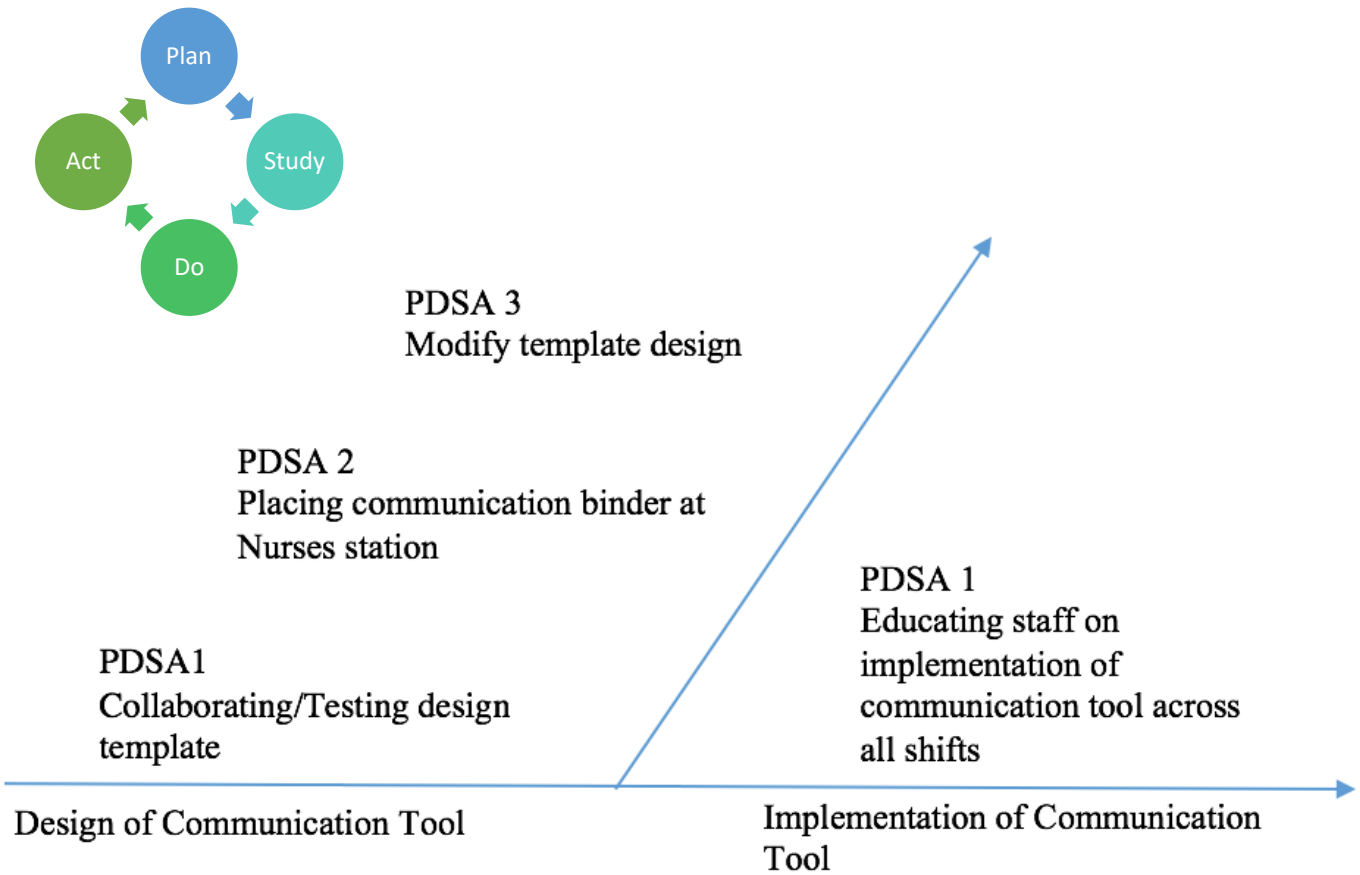 Plan
Act
Study
Do
PDSA 3
Modify template design
PDSA 2
Placing communication binder at
Nurses station
PDSA1
Collaborating/Testing design
template
PDSA 1
Educating staff on
implementation of
communication tool across
all shifts
Design of Communication Tool
Implementation of Communication
Tool